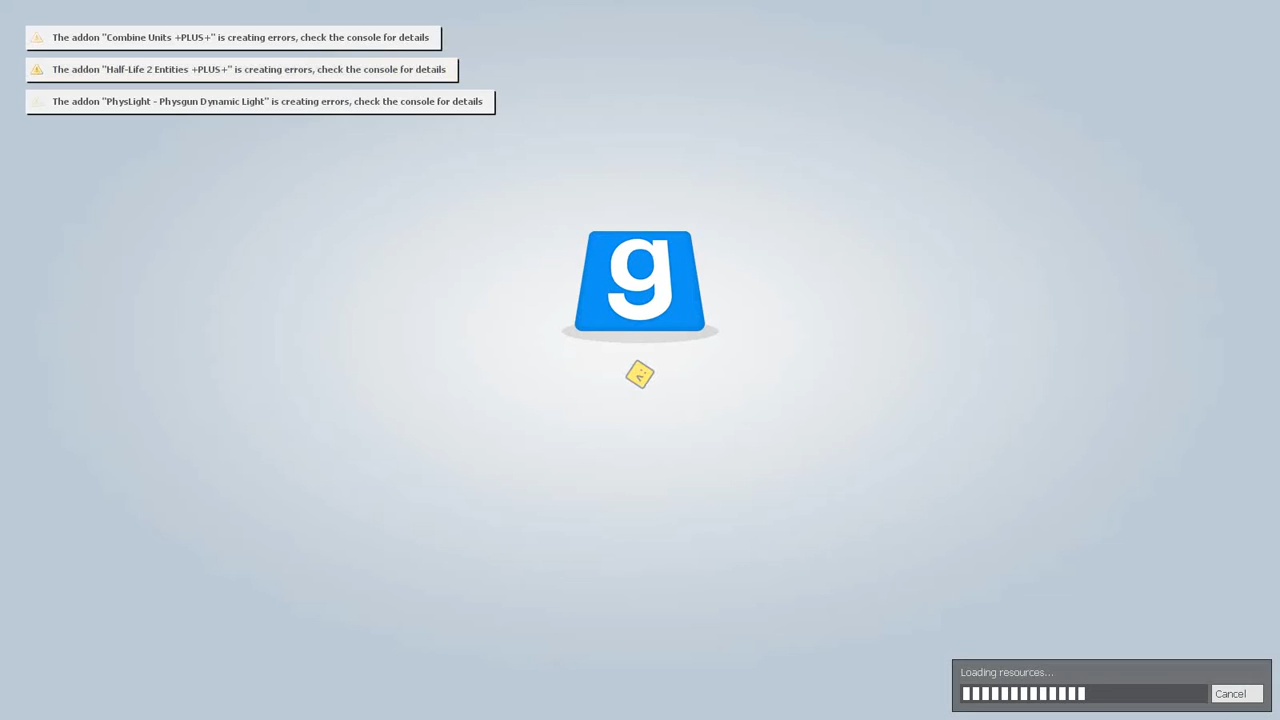 The addon "Combine Units +PLUS+" is creating errors, check the console for details
The addon "Half-Life 2 Entities +PLUS+" is creating errors, check the console for details
The addon "PhysLight - Physgun Dynamic Light" is creating errors, check the console for details
g
Loading resources...
Cancel